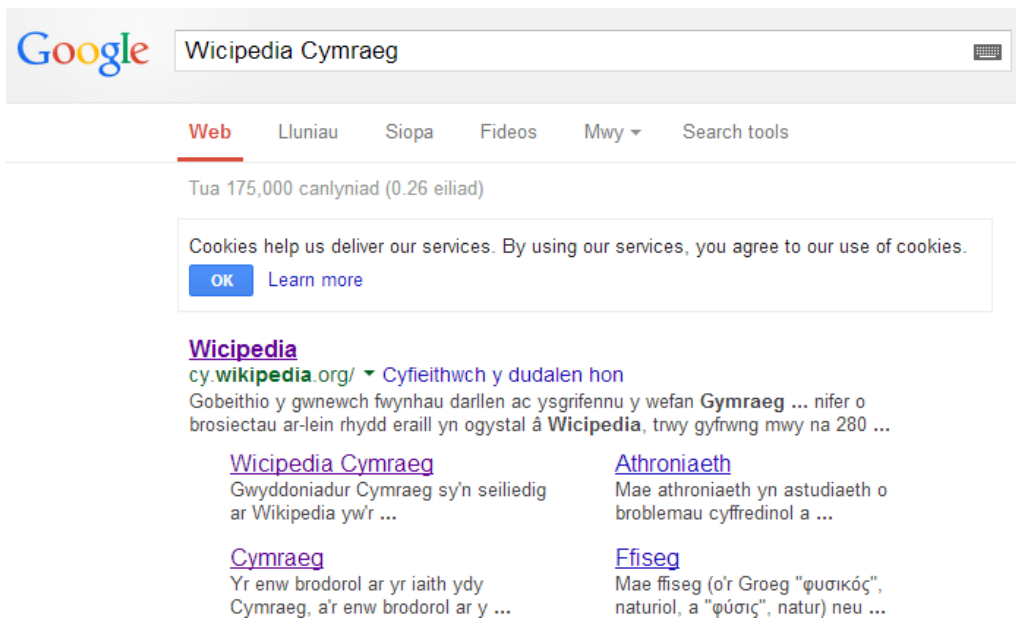 Google
Wicipedia Cymraeg
Web Lluniau Siopa Fideos Mwy Search tools
Tua 175,000 canlyniad (0.26 eiliad)
Cookies help us deliver our services. By using our services, you agree to our use of cookies.
OK Learn more
Wicipedia
cy.wikipedia.org/ Cyfieithwch y dudalen hon
Gobeithio y gwnewch fwynhau darllen ac ysgrifennu y wefan Gymraeg ... nifer o
brosiectau ar-lein rhydd eraill yn ogystal â Wicipedia, trwy gyfrwng mwy na 280 ...
Wicipedia Cymraeg
Gwyddoniadur Cymraeg sy'n seiliedig
ar Wikipedia yw'r ...
Athroniaeth
Mae athroniaeth yn astudiaeth o
broblemau cyffredinol a ...
Cymraeg
Yr enw brodorol ar yr iaith ydy
Cymraeg, a'r enw brodorol ar y ...
Ffiseg
Mae ffiseg (o'r Groeg "φυσικός",
naturiol, a "φύσις", natur) neu ...